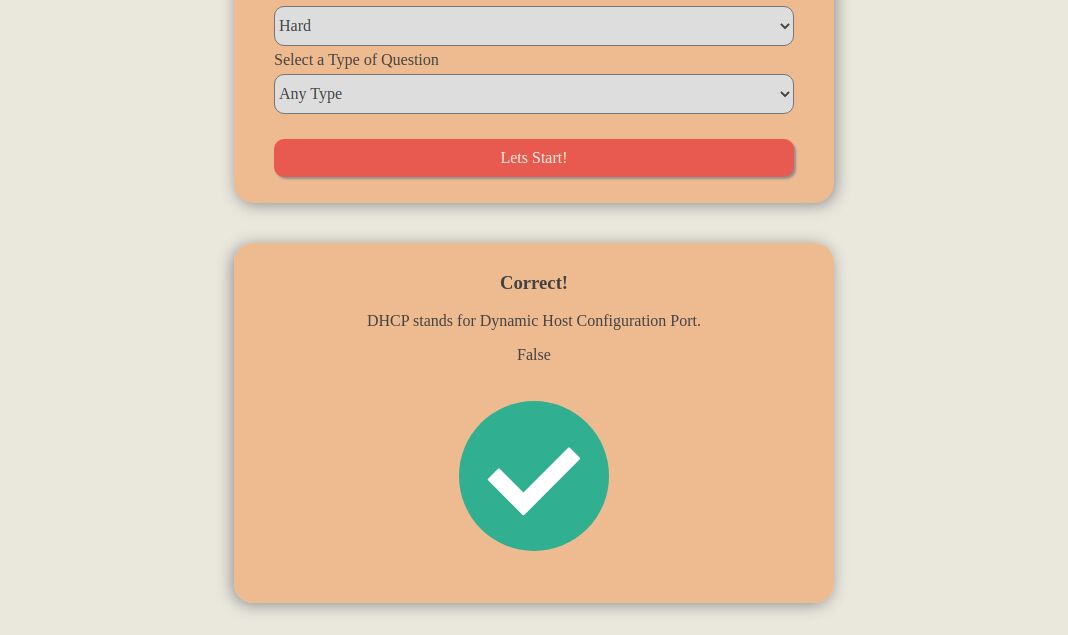 Hard
Select a Type of Question
Any Type
Lets Start!
Correct!
DHCP stands for Dynamic Host Configuration Port.
False